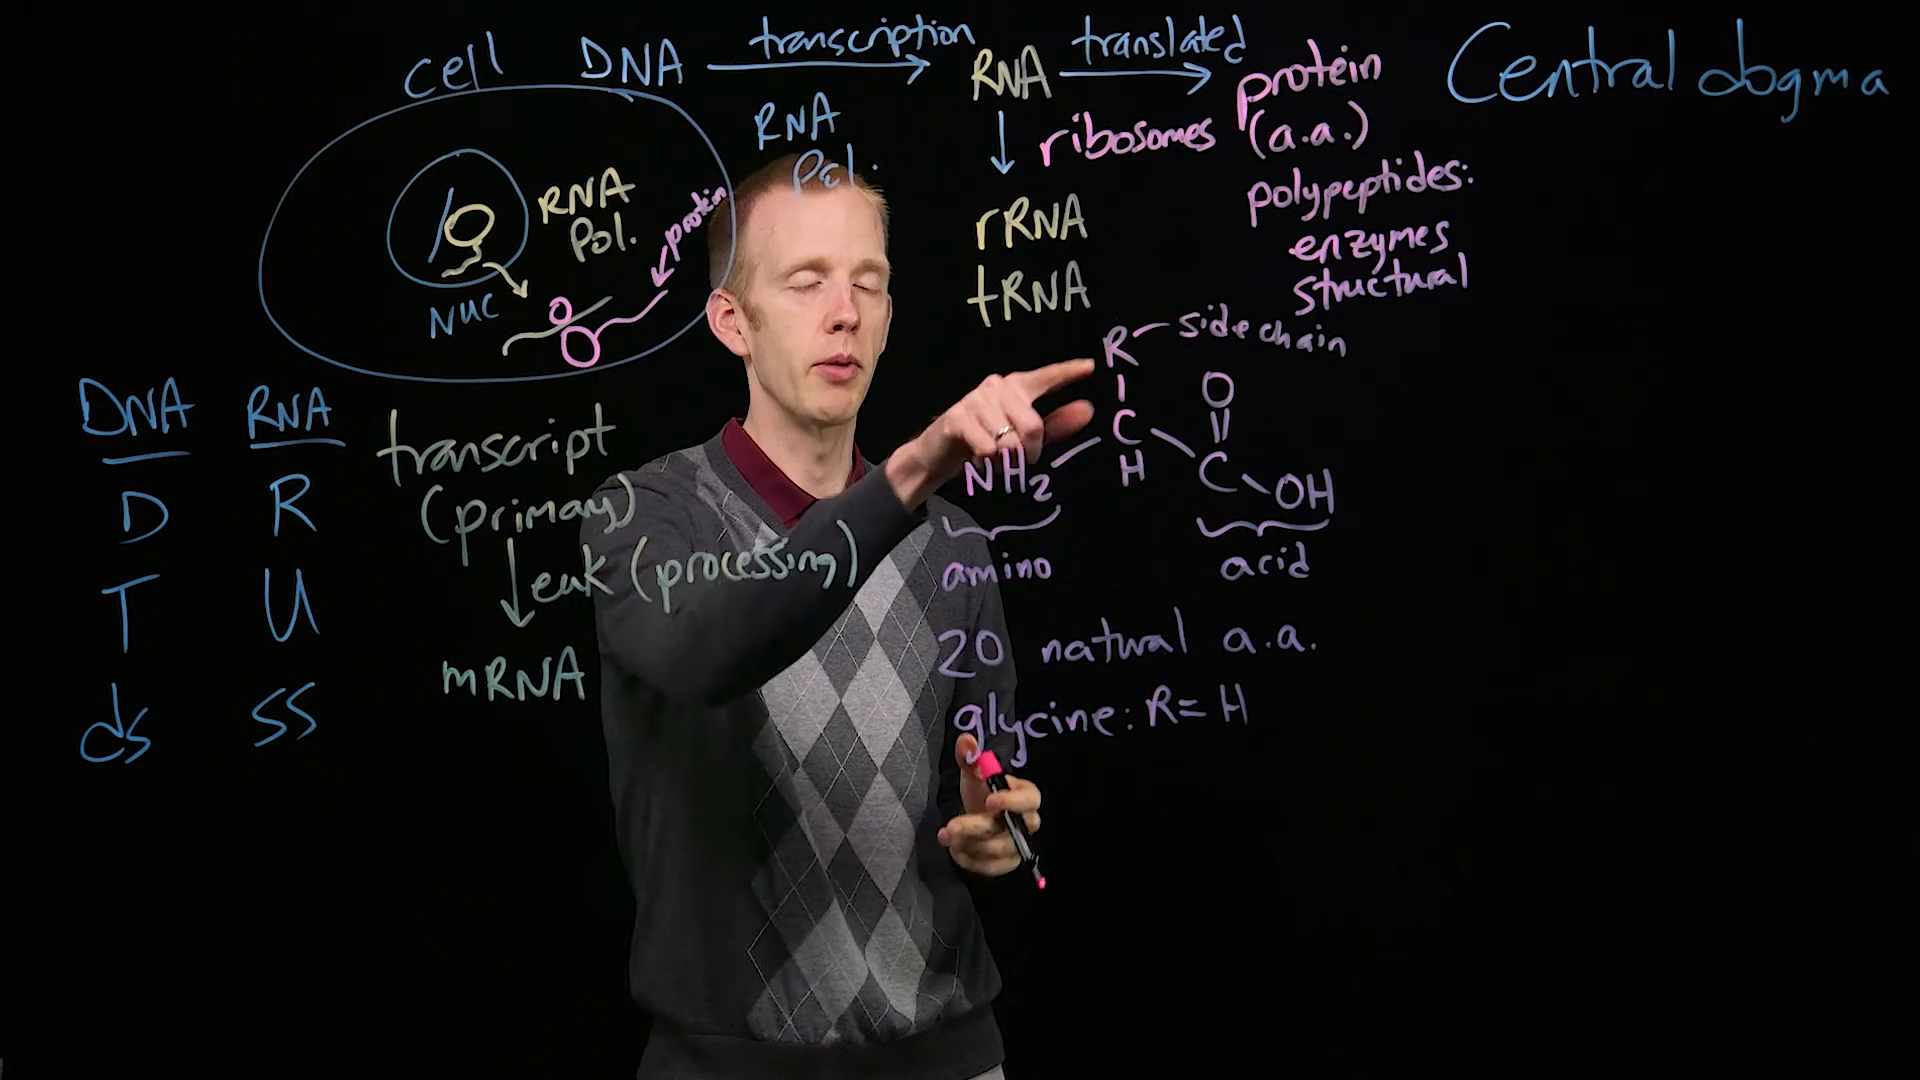 cell DNA transcription RNA translated protein Central dogma
RNA Pol.
ribosomes (a.a.)
polypeptides:
enzymes
structural
rRNA
tRNA
RNA Pol.
protein
Nuc
R side chain
C
H
NH2
O
C OH
amino acid
20 natural a.a.
glycine: R= H
DNA RNA
D R
T U
ds ss
transcript
(primary)
euk (processing)
mRNA